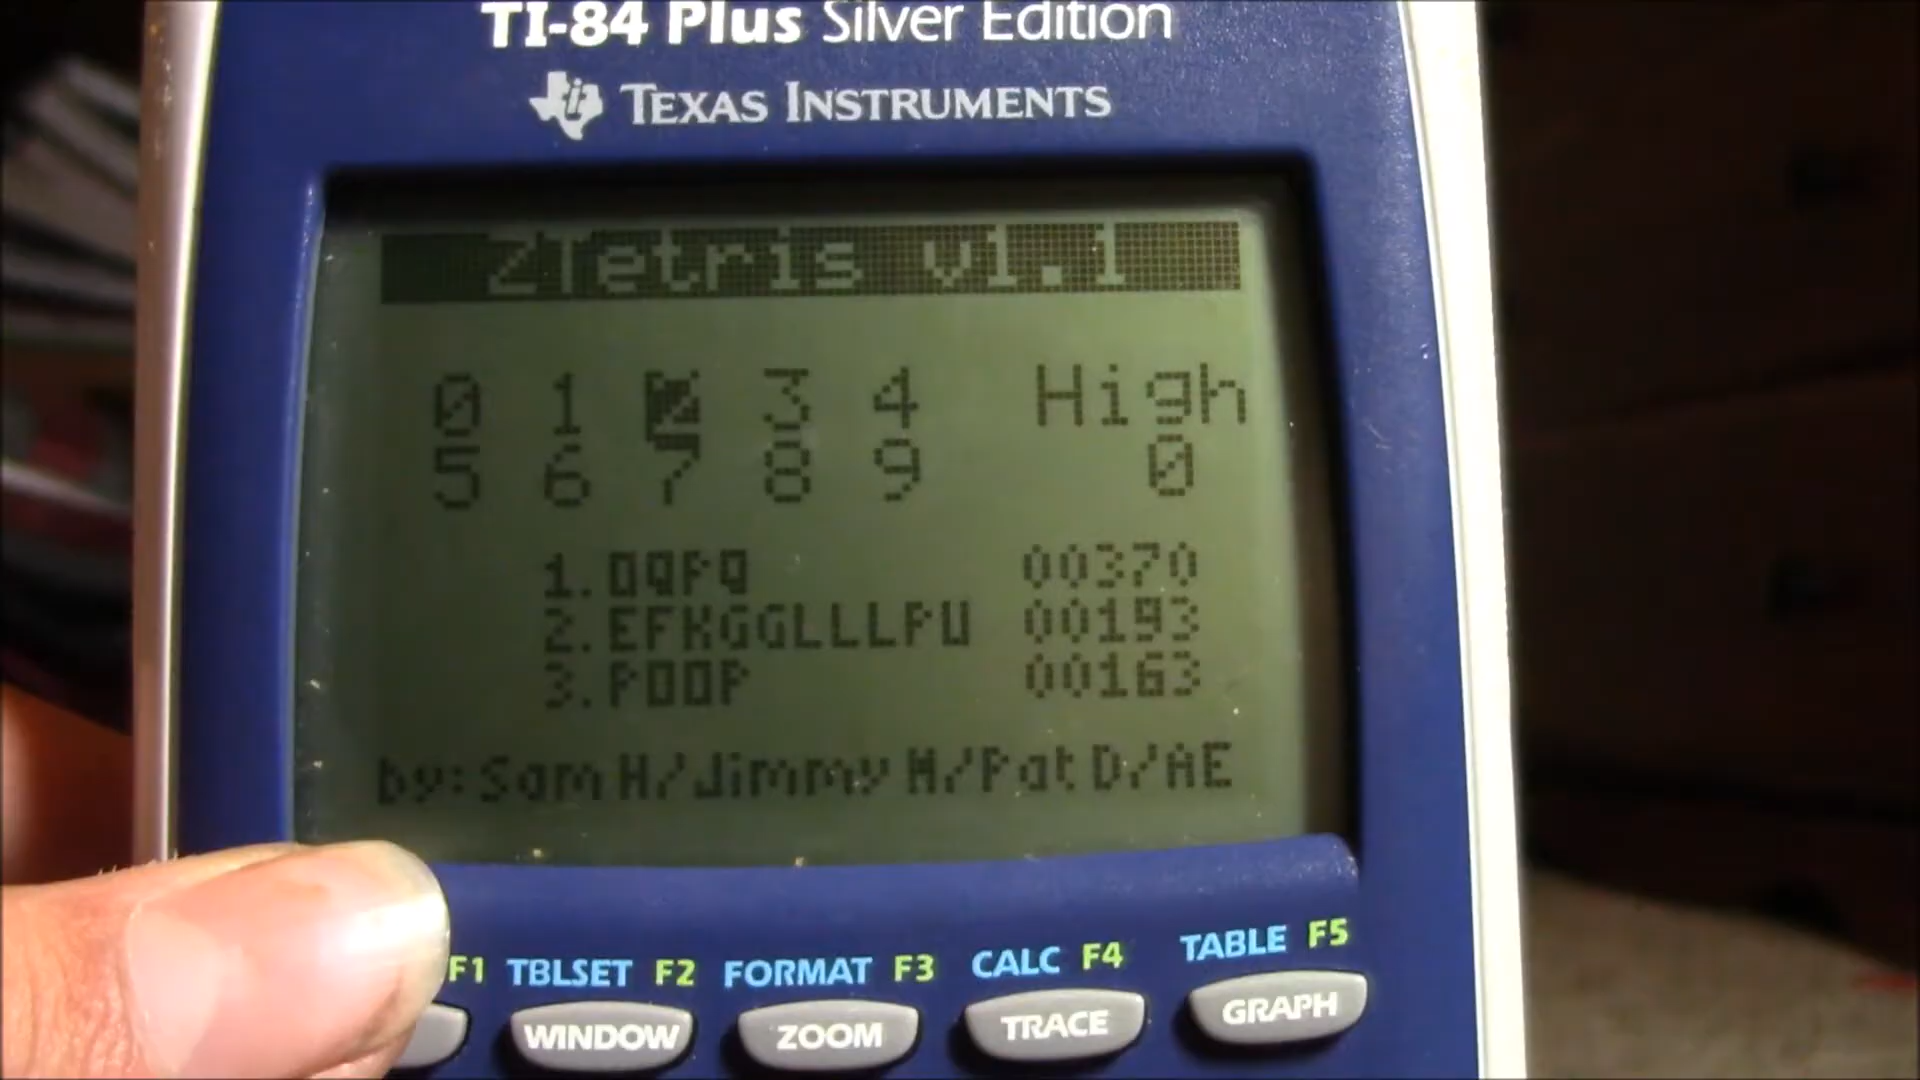 TI-84 Plus Silver Edition
TEXAS INSTRUMENTS
ZTetris v1.1
0 1 2 3 4 High
5 6 7 8 9 0
1. OQPQ 00370
2. EFKGGLLLPU 00193
3. POOP 00163
by: Sam H/Jimmy M/Pat D/AE
F1 TBLSET F2 FORMAT F3 CALC F4 TABLE F5
WINDOW ZOOM TRACE GRAPH